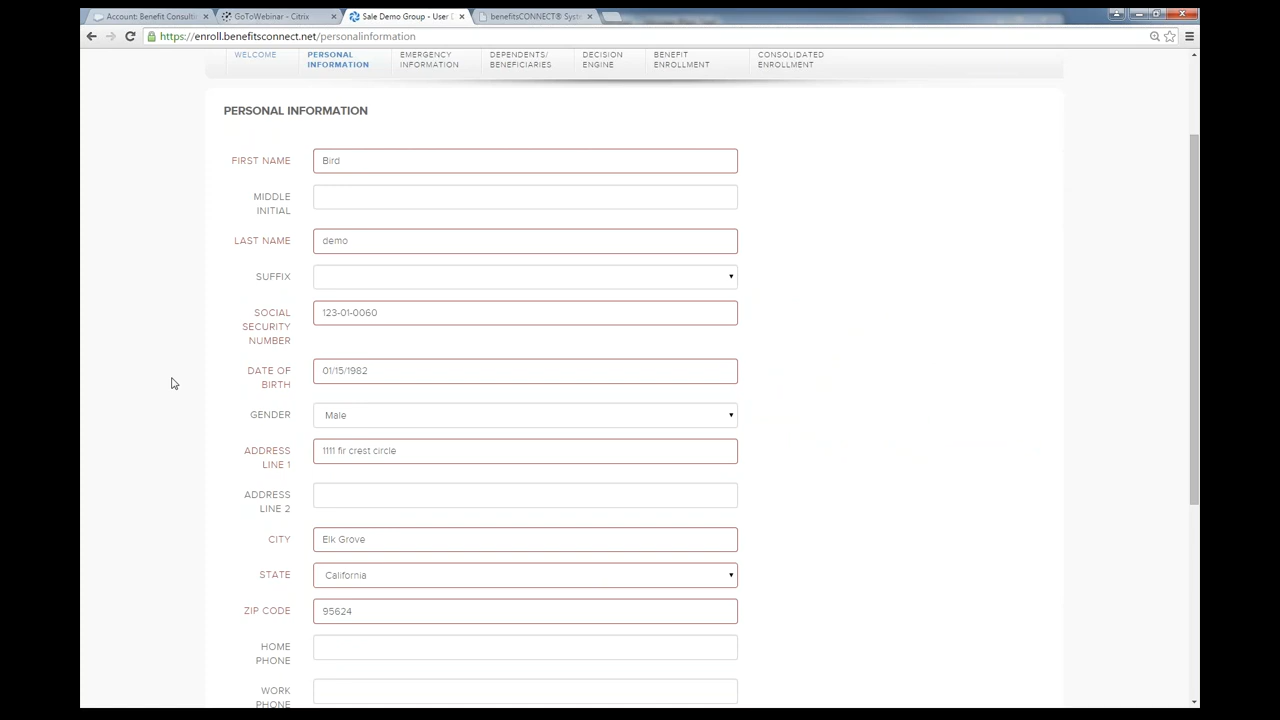 Account: Benefit Consulti
GoToWebinar - Citrix
Sale Demo Group - User D
benefitsCONNECT® Syst
https://enroll.benefitsconnect.net/personalinformation
WELCOME
PERSONAL
INFORMATION
EMERGENCY
INFORMATION
DEPENDENTS/
BENEFICIARIES
DECISION
ENGINE
BENEFIT
ENROLLMENT
CONSOLIDATED
ENROLLMENT
PERSONAL INFORMATION
FIRST NAME Bird
MIDDLE
INITIAL
LAST NAME demo
SUFFIX
SOCIAL
SECURITY
NUMBER
123-01-0060
DATE OF
BIRTH
01/15/1982
GENDER Male
ADDRESS
LINE 1
1111 fir crest circle
ADDRESS
LINE 2
CITY Elk Grove
STATE California
ZIP CODE 95624
HOME
PHONE
WORK
PHONE